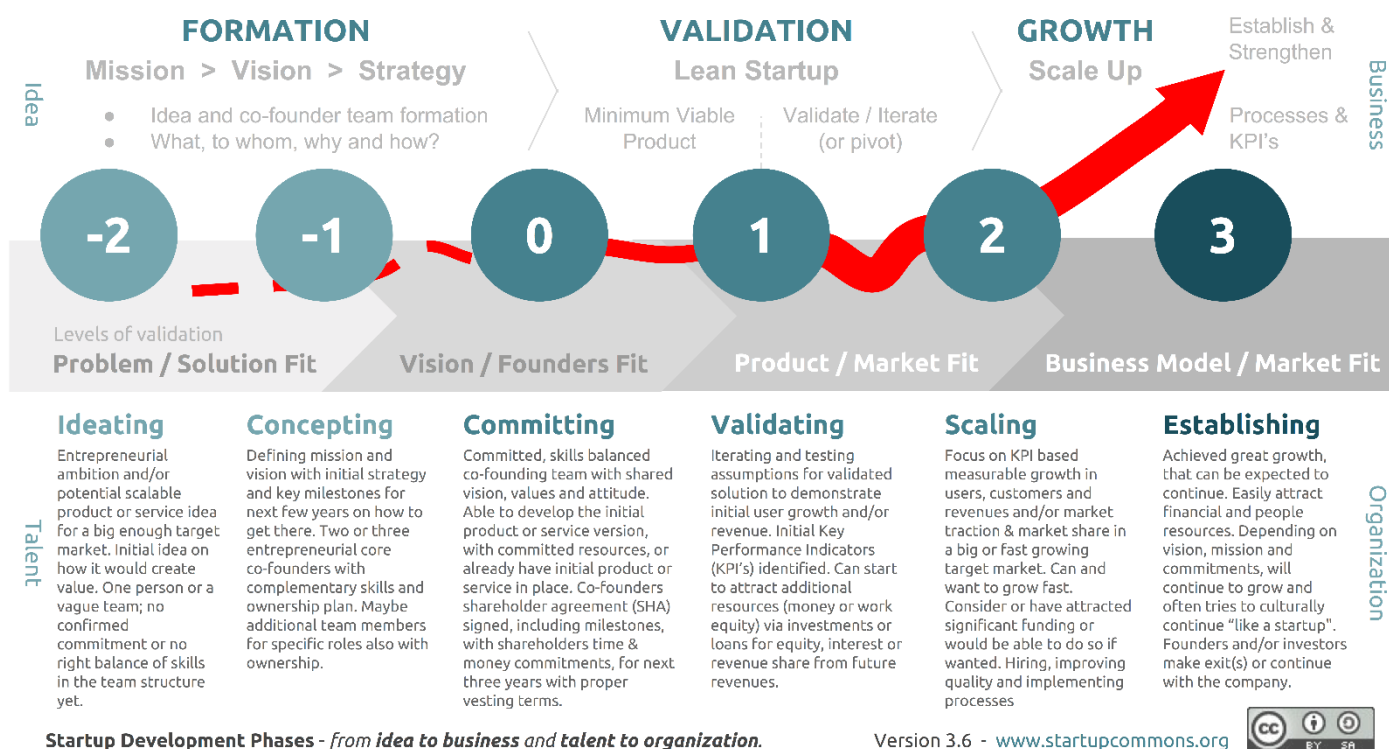 FORMATION
Mission > Vision > Strategy
● Idea and co-founder team formation
● What, to whom, why and how?
VALIDATION
Lean Startup
Minimum Viable
Product
Validate / Iterate
(or pivot)
GROWTH
Scale Up
Establish &
Strengthen
Processes &
KPI's
Idea
Business
-2
-1
0
1
2
3
Levels of validation
Problem / Solution Fit
Vision / Founders Fit
Product / Market Fit
Business Model / Market Fit
Talent
Organization
Ideating
Entrepreneurial
ambition and/or
potential scalable
product or service idea
for a big enough target
market. Initial idea on
how it would create
value. One person or a
vague team; no
confirmed
commitment or no
right balance of skills
in the team structure
yet.
Concepting
Defining mission and
vision with initial strategy
and key milestones for
next few years on how to
get there. Two or three
entrepreneurial core
co-founders with
complementary skills and
ownership plan. Maybe
additional team members
for specific roles also with
ownership.
Committing
Committed, skills balanced
co-founding team with shared
vision, values and attitude.
Able to develop the initial
product or service version,
with committed resources, or
already have initial product or
service in place. Co-founders
shareholder agreement (SHA)
signed, including milestones,
with shareholders time &
money commitments, for next
three years with proper
vesting terms.
Validating
Iterating and testing
assumptions for validated
solution to demonstrate
initial user growth and/or
revenue. Initial Key
Performance Indicators
(KPI's) identified. Can start
to attract additional
resources (money or work
equity) via investments or
loans for equity, interest or
revenue share from future
revenues.
Scaling
Focus on KPI based
measurable growth in
users, customers and
revenues and/or market
traction & market share in
a big or fast growing
target market. Can and
want to grow fast.
Consider or have attracted
significant funding or
would be able to do so if
wanted. Hiring, improving
quality and implementing
processes
Establishing
Achieved great growth,
that can be expected to
continue. Easily attract
financial and people
resources. Depending on
vision, mission and
commitments, will
continue to grow and
often tries to culturally
continue “like a startup".
Founders and/or investors
make exit(s) or continue
with the company.
Startup Development Phases - from idea to business and talent to organization.
Version 3.6 - www.startupcommons.org
cc
BY SA